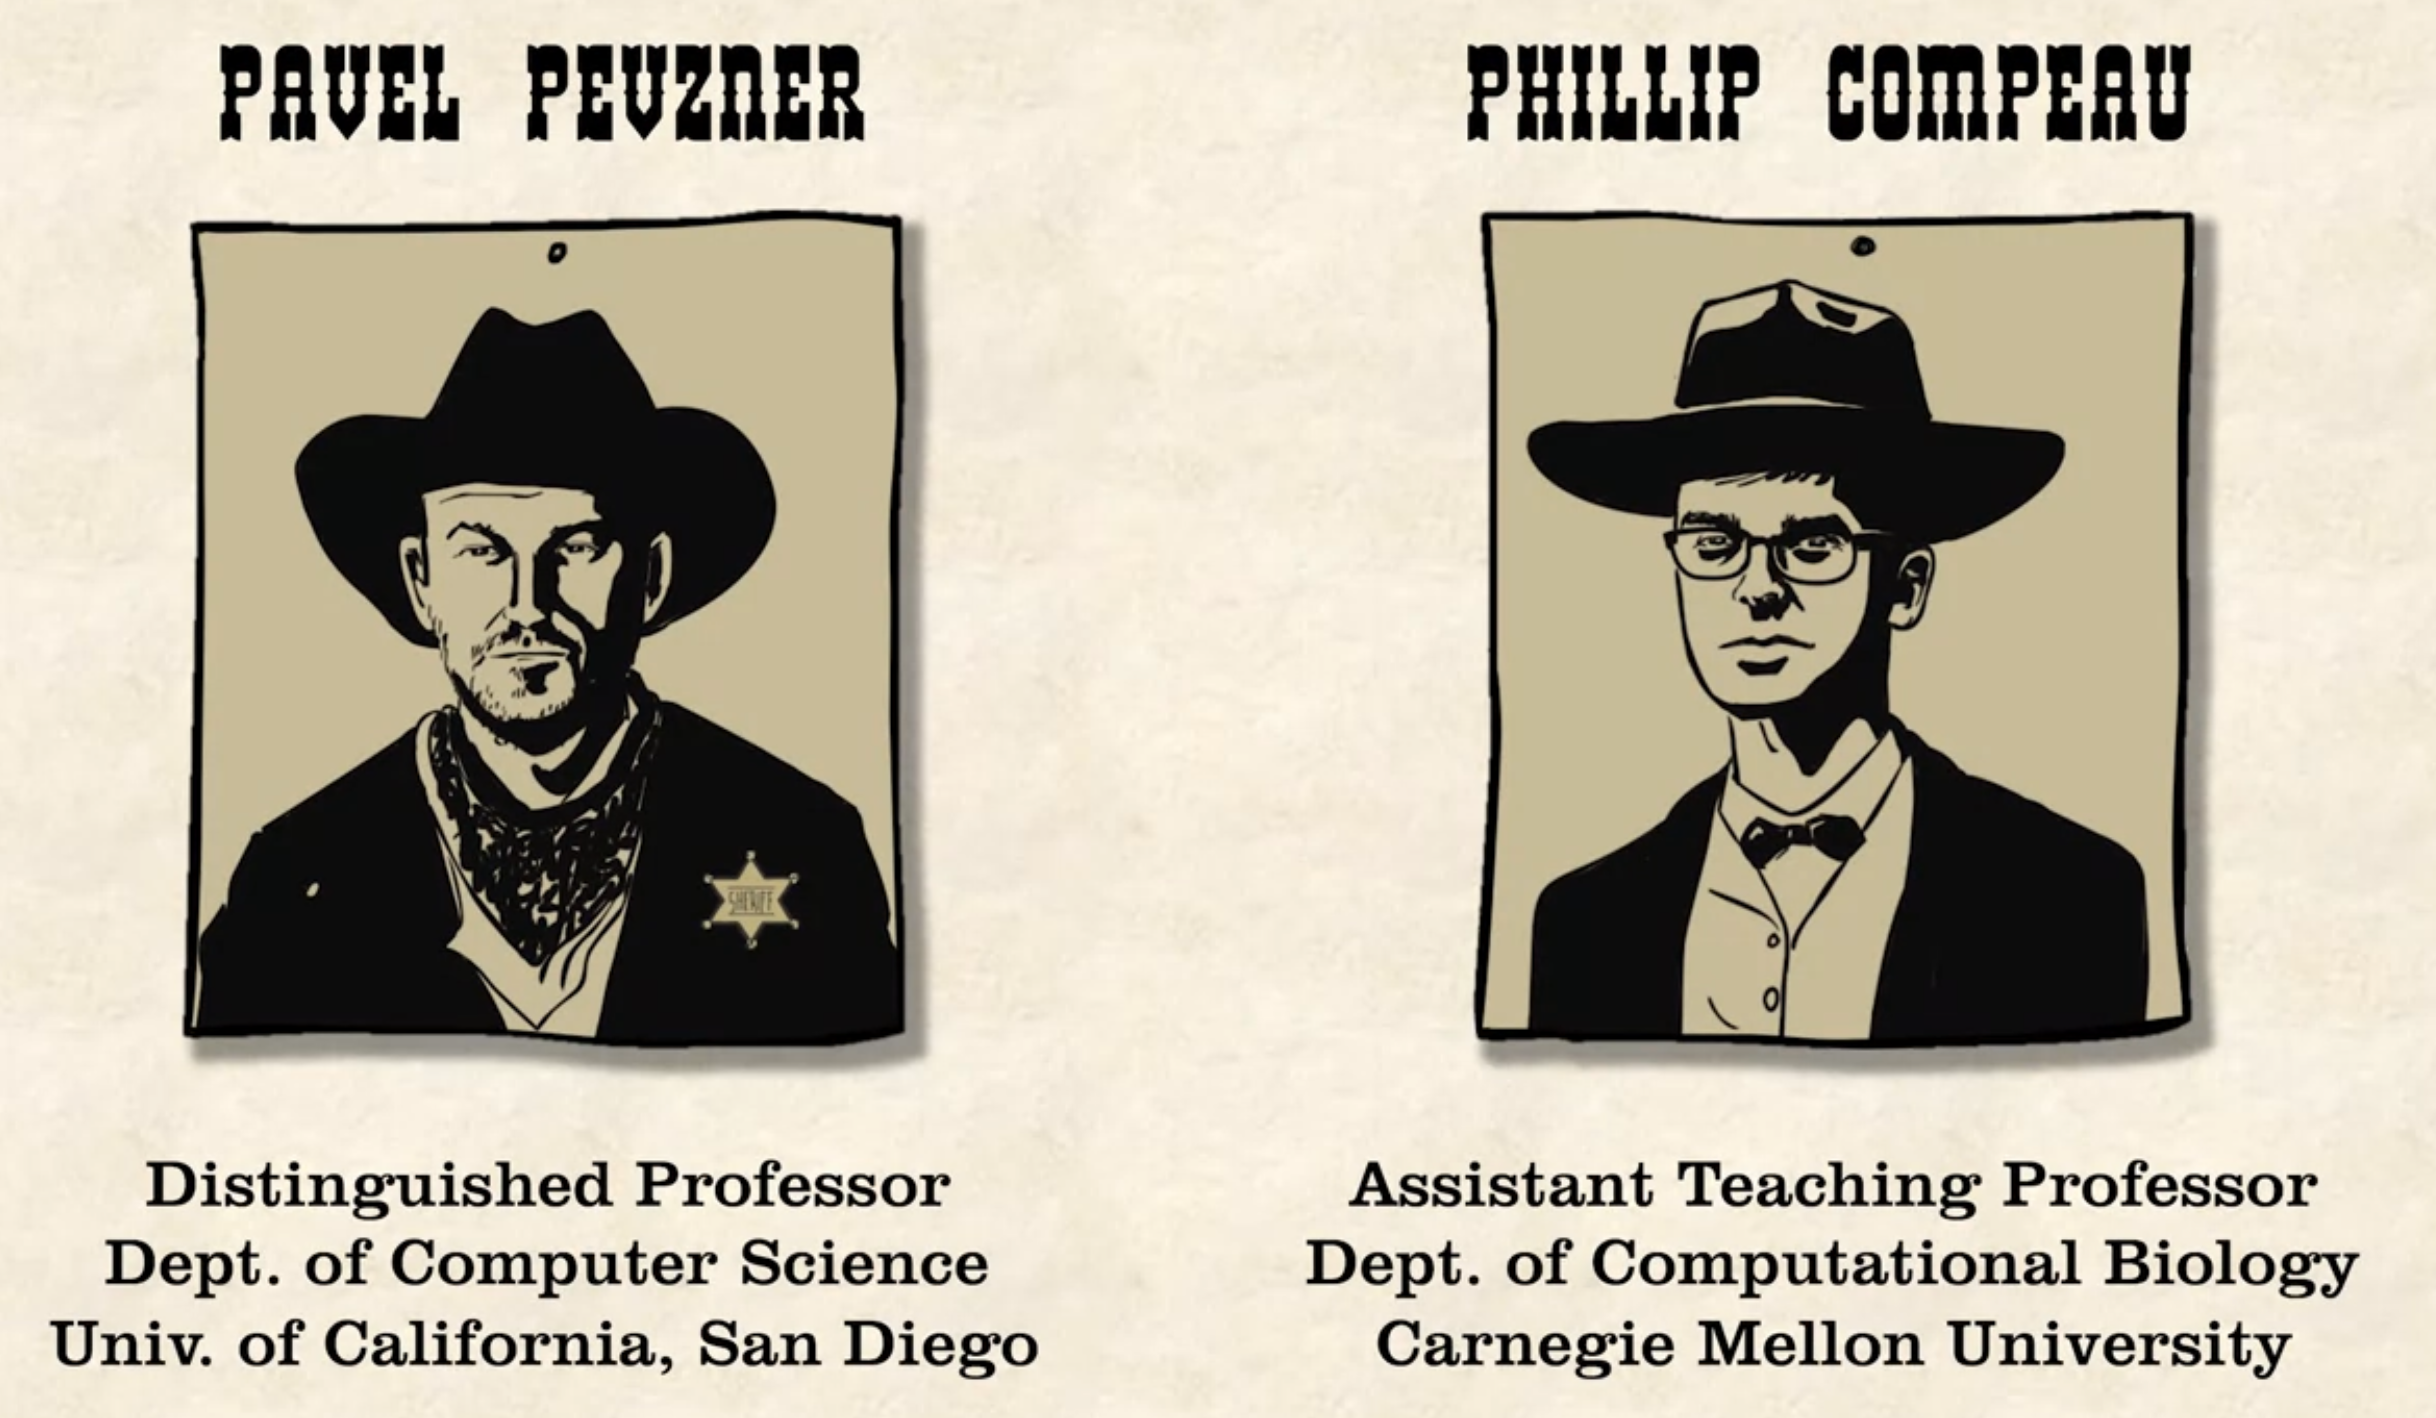 PAVEL PEVZNER
SHERIFF
Distinguished Professor
Dept. of Computer Science
Univ. of California, San Diego
PHILLIP COMPEAU
Assistant Teaching Professor
Dept. of Computational Biology
Carnegie Mellon University